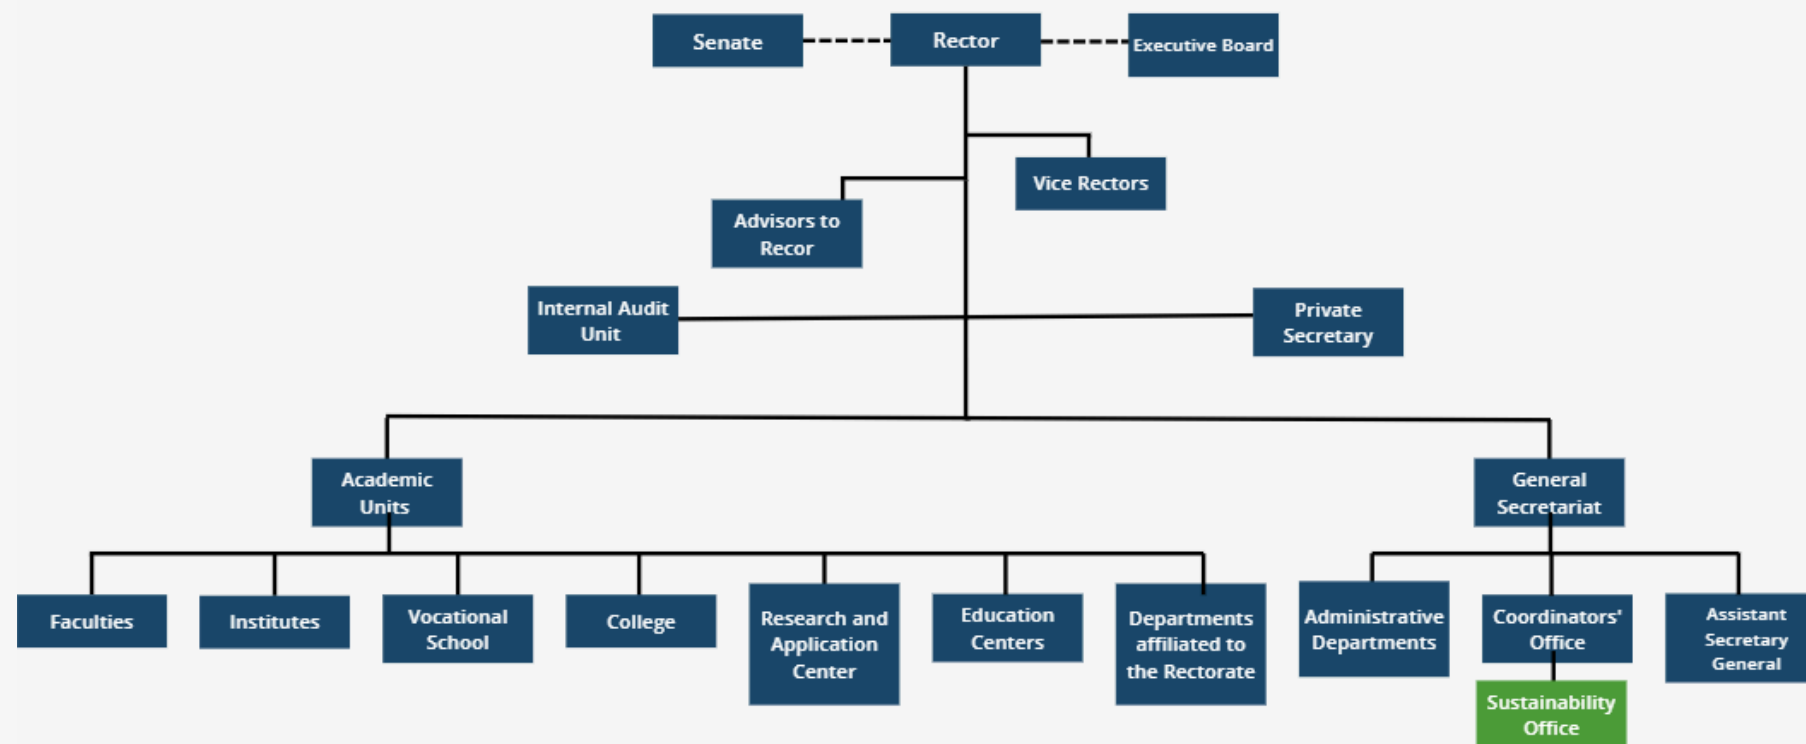 Senate
Rector
Executive Board
Vice Rectors
Advisors to
Recor
Internal Audit
Unit
Private
Secretary
Academic
Units
General
Secretariat
Faculties
Institutes
Vocational
School
College
Research and
Application
Center
Education
Centers
Departments
affiliated to
the Rectorate
Administrative
Departments
Coordinators'
Office
Assistant
Secretary
General
Sustainability
Office